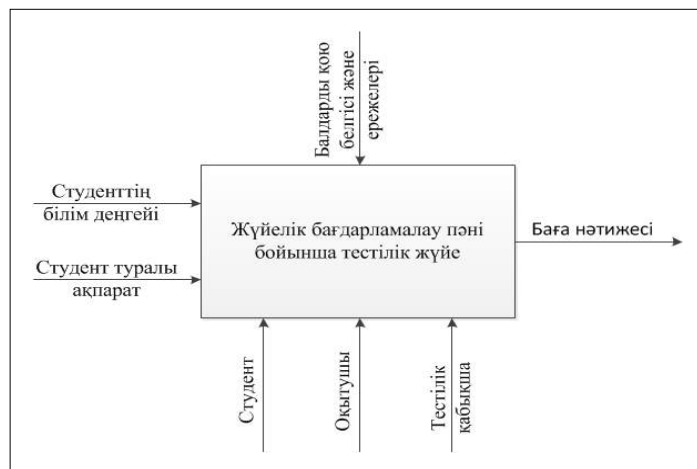 Балдарды қою
белгісі және
ережелері
Студенттің
білім деңгейі
Студент туралы
ақпарат
Жүйелік бағдарламалау пәні
бойынша тестілік жүйе
Баға нәтижесі
Студент
Оқытушы
Тестілік
қабықша